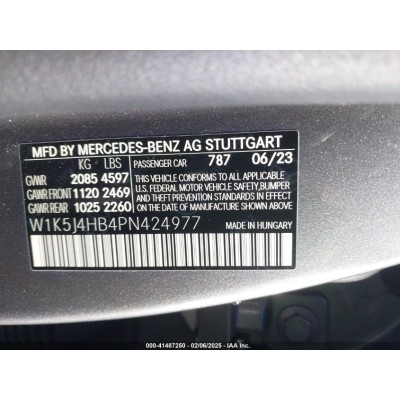 MFD BY MERCEDES-BENZ AG STUTTGART
KG LBS PASSENGER CAR 787 06/23
GVWR 2085 4597 THIS VEHICLE CONFORMS TO ALL APPLICABLE
GAWR FRONT 1120 2469 U.S. FEDERAL MOTOR VEHICLE SAFETY, BUMPER,
GAWR REAR 1025 2260 AND THEFT PREVENTION STANDARDS IN EFFECT ON THE DATE OF MANUFACTURE SHOWN ABOVE.
W1K5J4HB4PN424977 MADE IN HUNGARY
000-41487250 - 02/06/2025 - IAA Inc.